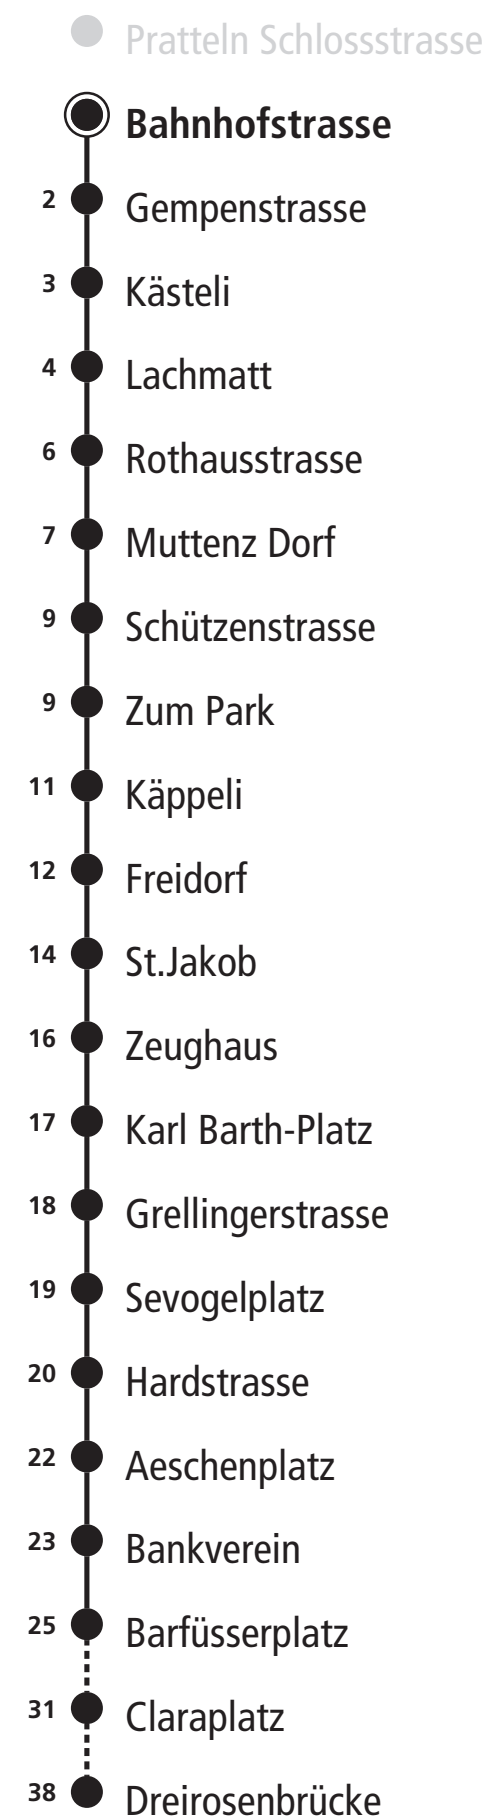 Pratteln Schlossstrasse
Bahnhofstrasse
2 Gempenstrasse
3 Kästeli
4 Lachmatt
6 Rothausstrasse
7 Muttenz Dorf
9 Schützenstrasse
9 Zum Park
11 Käppeli
12 Freidorf
14 St.Jakob
16 Zeughaus
17 Karl Barth-Platz
18 Grellingerstrasse
19 Sevogelplatz
20 Hardstrasse
22 Aeschenplatz
23 Bankverein
25 Barfüsserplatz
31 Claraplatz
38 Dreirosenbrücke